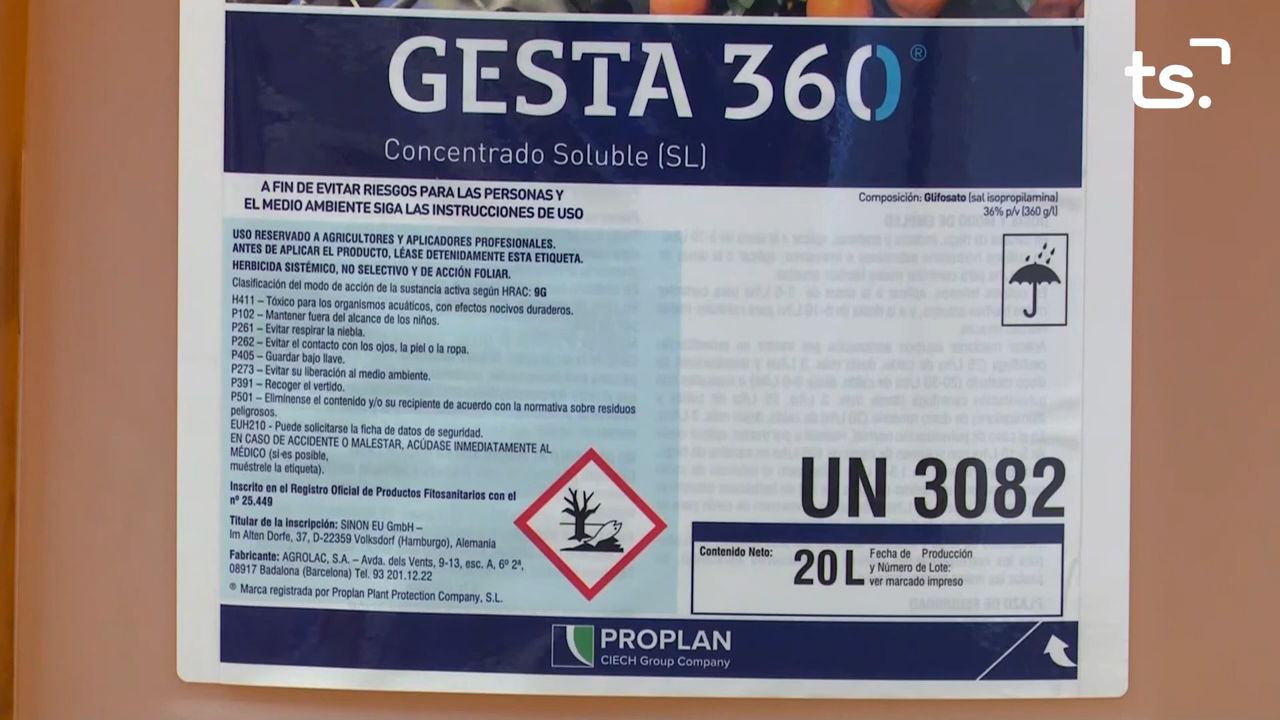 ts.
GESTA 360®
Concentrado Soluble (SL)
A FIN DE EVITAR RIESGOS PARA LAS PERSONAS Y
EL MEDIO AMBIENTE SIGA LAS INSTRUCCIONES DE USO
Composición: Glifosato (sal isopropilamina)
36% p/v (360 g/l)
USO RESERVADO A AGRICULTORES Y APLICADORES PROFESIONALES.
ANTES DE APLICAR EL PRODUCTO, LÉASE DETENIDAMENTE ESTA ETIQUETA.
HERBICIDA SISTÉMICO, NO SELECTIVO Y DE ACCIÓN FOLIAR.
Clasificación del modo de acción de la sustancia activa según HRAC: 9G
H411 – Tóxico para los organismos acuáticos, con efectos nocivos duraderos.
P102 – Mantener fuera del alcance de los niños.
P261 – Evitar respirar la niebla.
P262 – Evitar el contacto con los ojos, la piel o la ropa.
P405 – Guardar bajo llave.
P273 – Evitar su liberación al medio ambiente.
P391 – Recoger el vertido.
P501 – Elimínense el contenido y/o su recipiente de acuerdo con la normativa sobre residuos
peligrosos.
EUH210 - Puede solicitarse la ficha de datos de seguridad.
EN CASO DE ACCIDENTE O MALESTAR, ACÚDASE INMEDIATAMENTE AL
MÉDICO (si es posible,
muéstrele la etiqueta).
Inscrito en el Registro Oficial de Productos Fitosanitarios con el
nº 25.449
Titular de la inscripción: SINON EU GmbH –
Im Alten Dorfe, 37, D-22359 Volksdorf (Hamburgo), Alemania
Fabricante: AGROLAC, S.A. – Avda. dels Vents, 9-13, esc. A, 6º 2ª,
08917 Badalona (Barcelona) Tel. 93 201.12.22
® Marca registrada por Proplan Plant Protection Company, S.L.
UN 3082
Contenido Neto: 20 L
Fecha de Producción
y Número de Lote:
ver marcado impreso
PROPLAN
CIECH Group Company